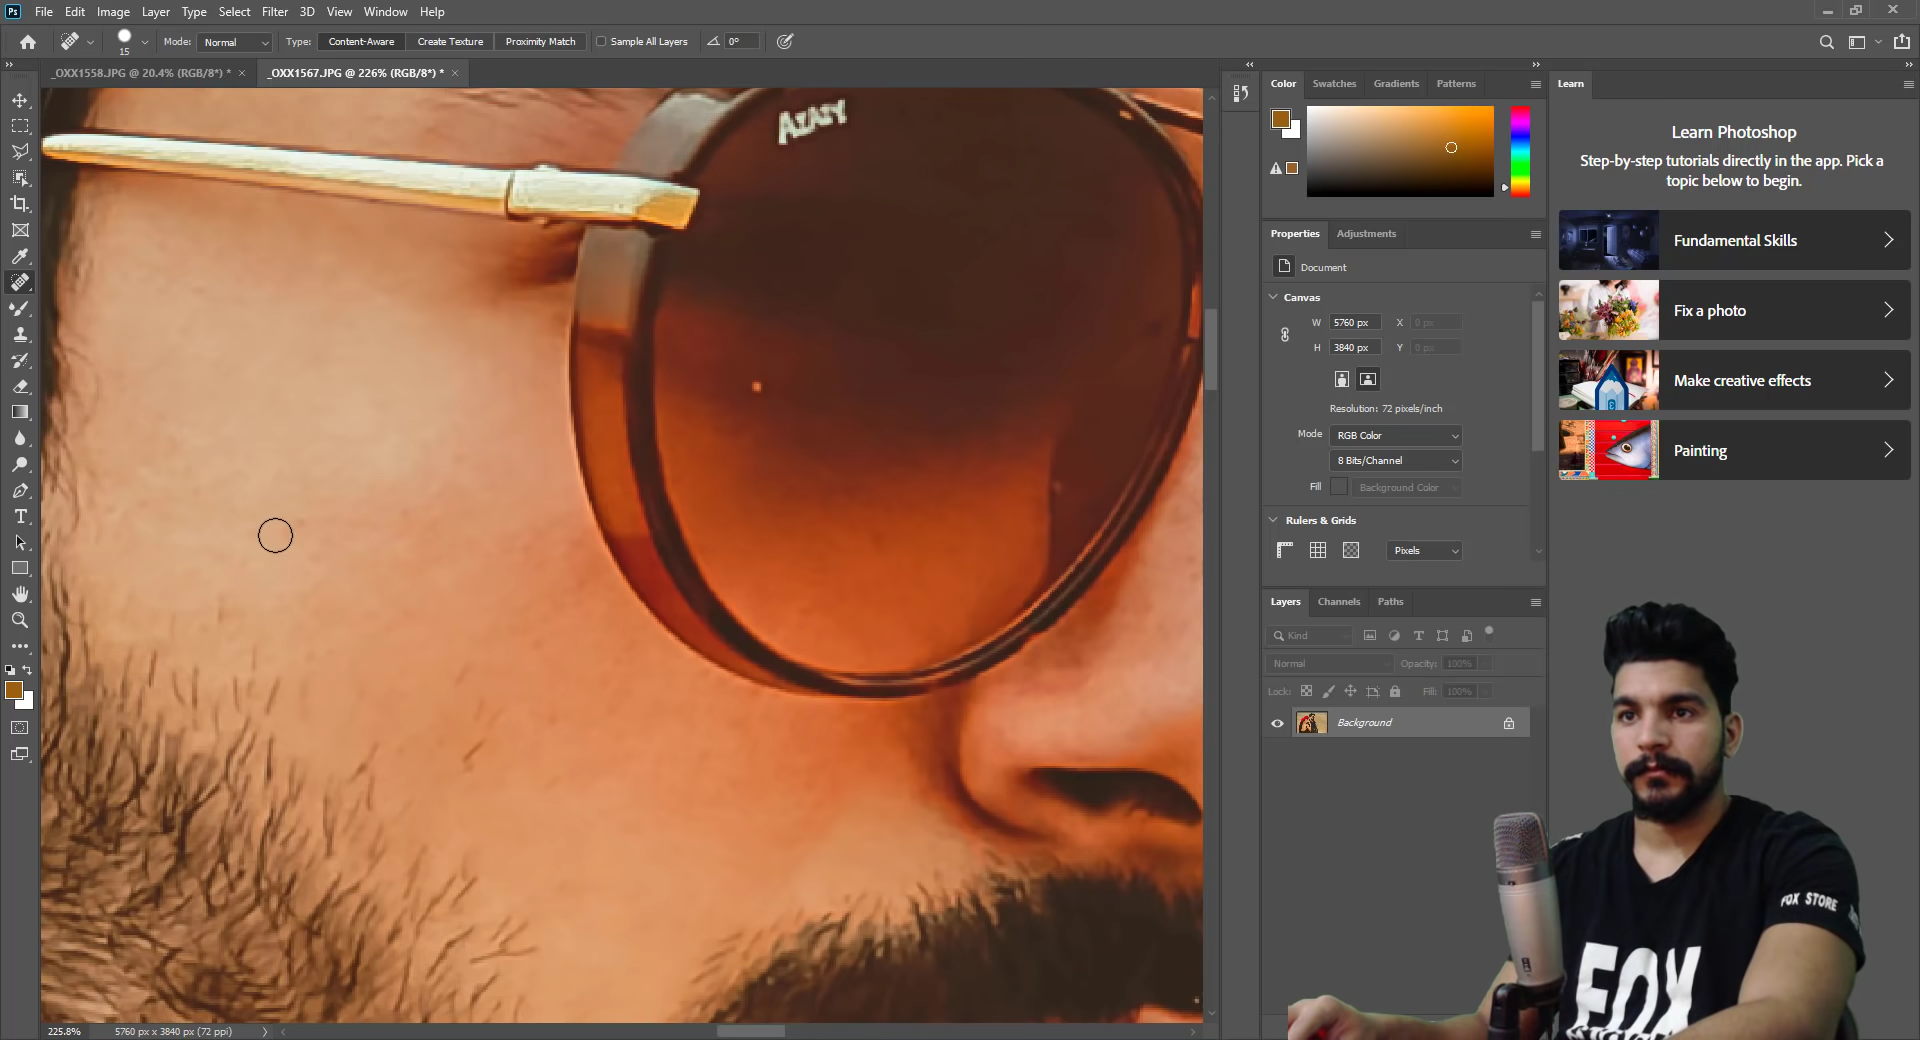 Ps File Edit Image Layer Type Select Filter 3D View Window Help
15 Mode: Normal Type: Content-Aware Create Texture Proximity Match Sample All Layers 0°
_OXX1558.JPG @ 20.4% (RGB/8*) * × _OXX1567.JPG @ 226% (RGB/8*) * ×
Color Swatches Gradients Patterns
Learn
Learn Photoshop
Step-by-step tutorials directly in the app. Pick a
topic below to begin.
Fundamental Skills
Fix a photo
Make creative effects
Painting
Properties Adjustments
Document
Canvas
W 5760 px X 0 px
H 3840 px Y 0 px
Resolution: 72 pixels/inch
Mode RGB Color
8 Bits/Channel
Fill Background Color
Rulers & Grids
Pixels
Layers Channels Paths
Kind
Normal Opacity: 100%
Lock: Fill: 100%
Background
FOX STORE
FOX
225.8% 5760 px x 3840 px (72 ppi)